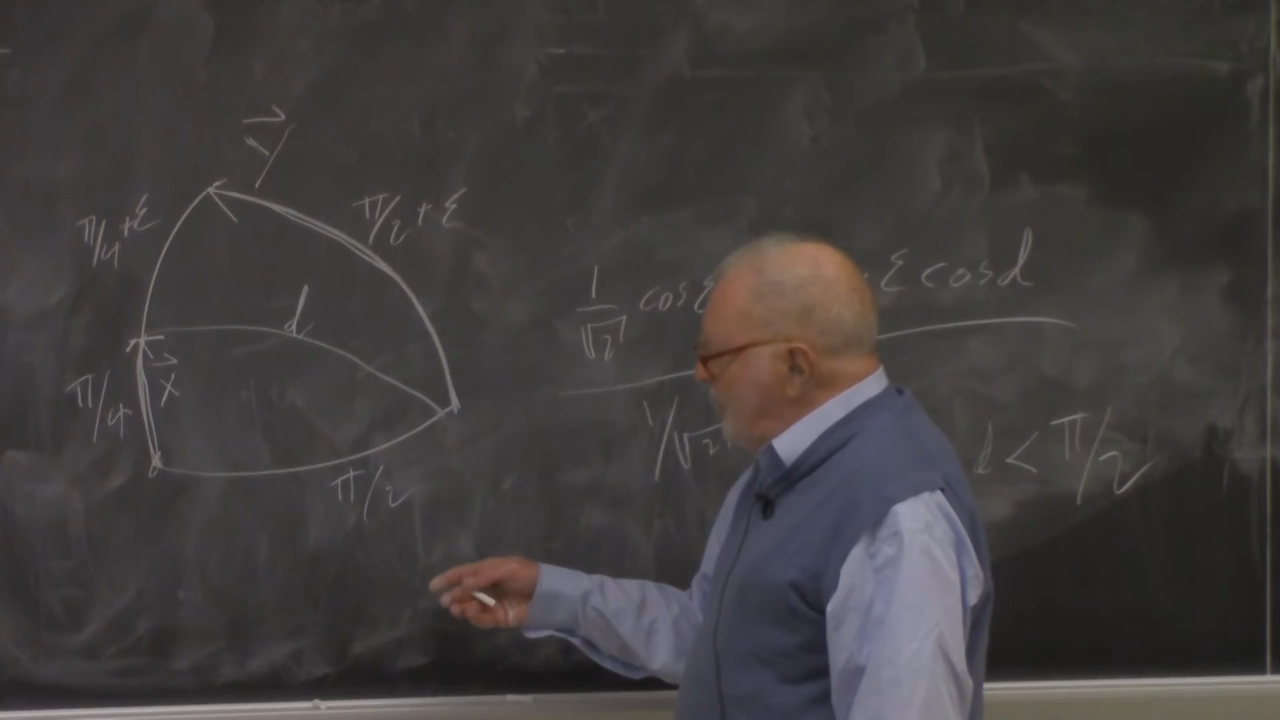 y⃗
π/4+ε
π/2+ε
d
π/4
x⃗
π/2
1/√2 cos ε cos d
1/√2
d < π/2